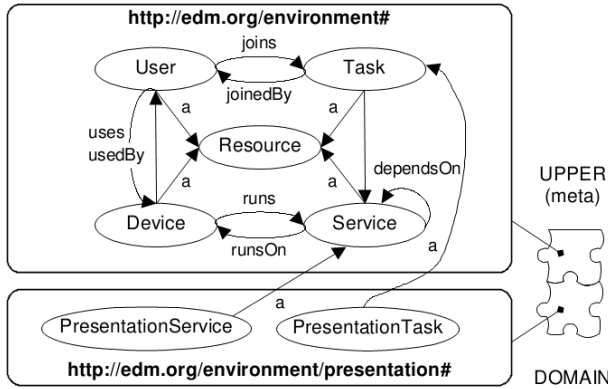 http://edm.org/environment#
joins
User
Task
joinedBy
a
a
uses
usedBy
Resource
dependsOn
a
a
UPPER
(meta)
runs
Device
Service
runsOn
a
a
PresentationService
PresentationTask
http://edm.org/environment/presentation#
DOMAIN